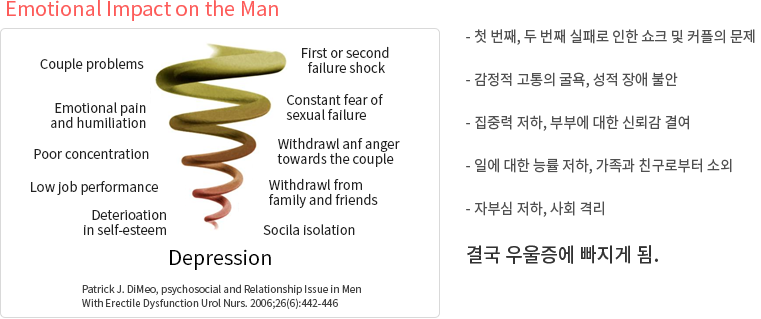 Emotional Impact on the Man
Couple problems
First or second
failure shock
Emotional pain
and humiliation
Constant fear of
sexual failure
Poor concentration
Withdrawl anf anger
towards the couple
Low job performance
Withdrawl from
family and friends
Deterioation
in self-esteem
Socila isolation
Depression
Patrick J. DiMeo, psychosocial and Relationship Issue in Men
With Erectile Dysfunction Urol Nurs. 2006;26(6):442-446
- 첫 번째, 두 번째 실패로 인한 쇼크 및 커플의 문제
- 감정적 고통의 굴욕, 성적 장애 불안
- 집중력 저하, 부부에 대한 신뢰감 결여
- 일에 대한 능률 저하, 가족과 친구로부터 소외
- 자부심 저하, 사회 격리
결국 우울증에 빠지게 됨.